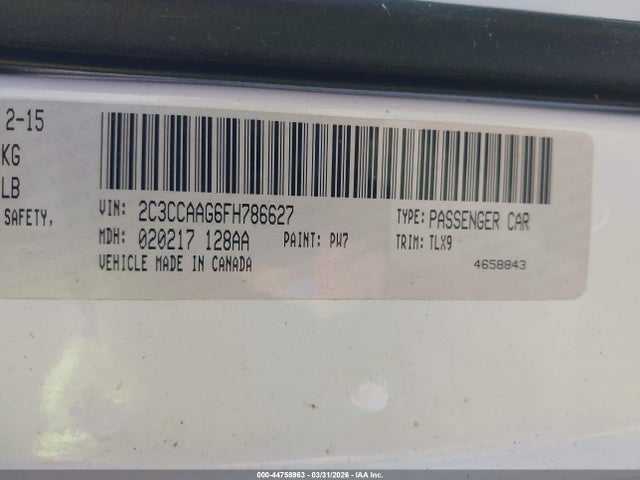 2-15
KG
LB
SAFETY,
VIN: 2C3CCAAG6FH786627
TYPE: PASSENGER CAR
MDH: 020217 128AA PAINT: PW7 TRIM: TLX9
VEHICLE MADE IN CANADA
4658843
000-44758963 | 03/31/2026 - IAA Inc.